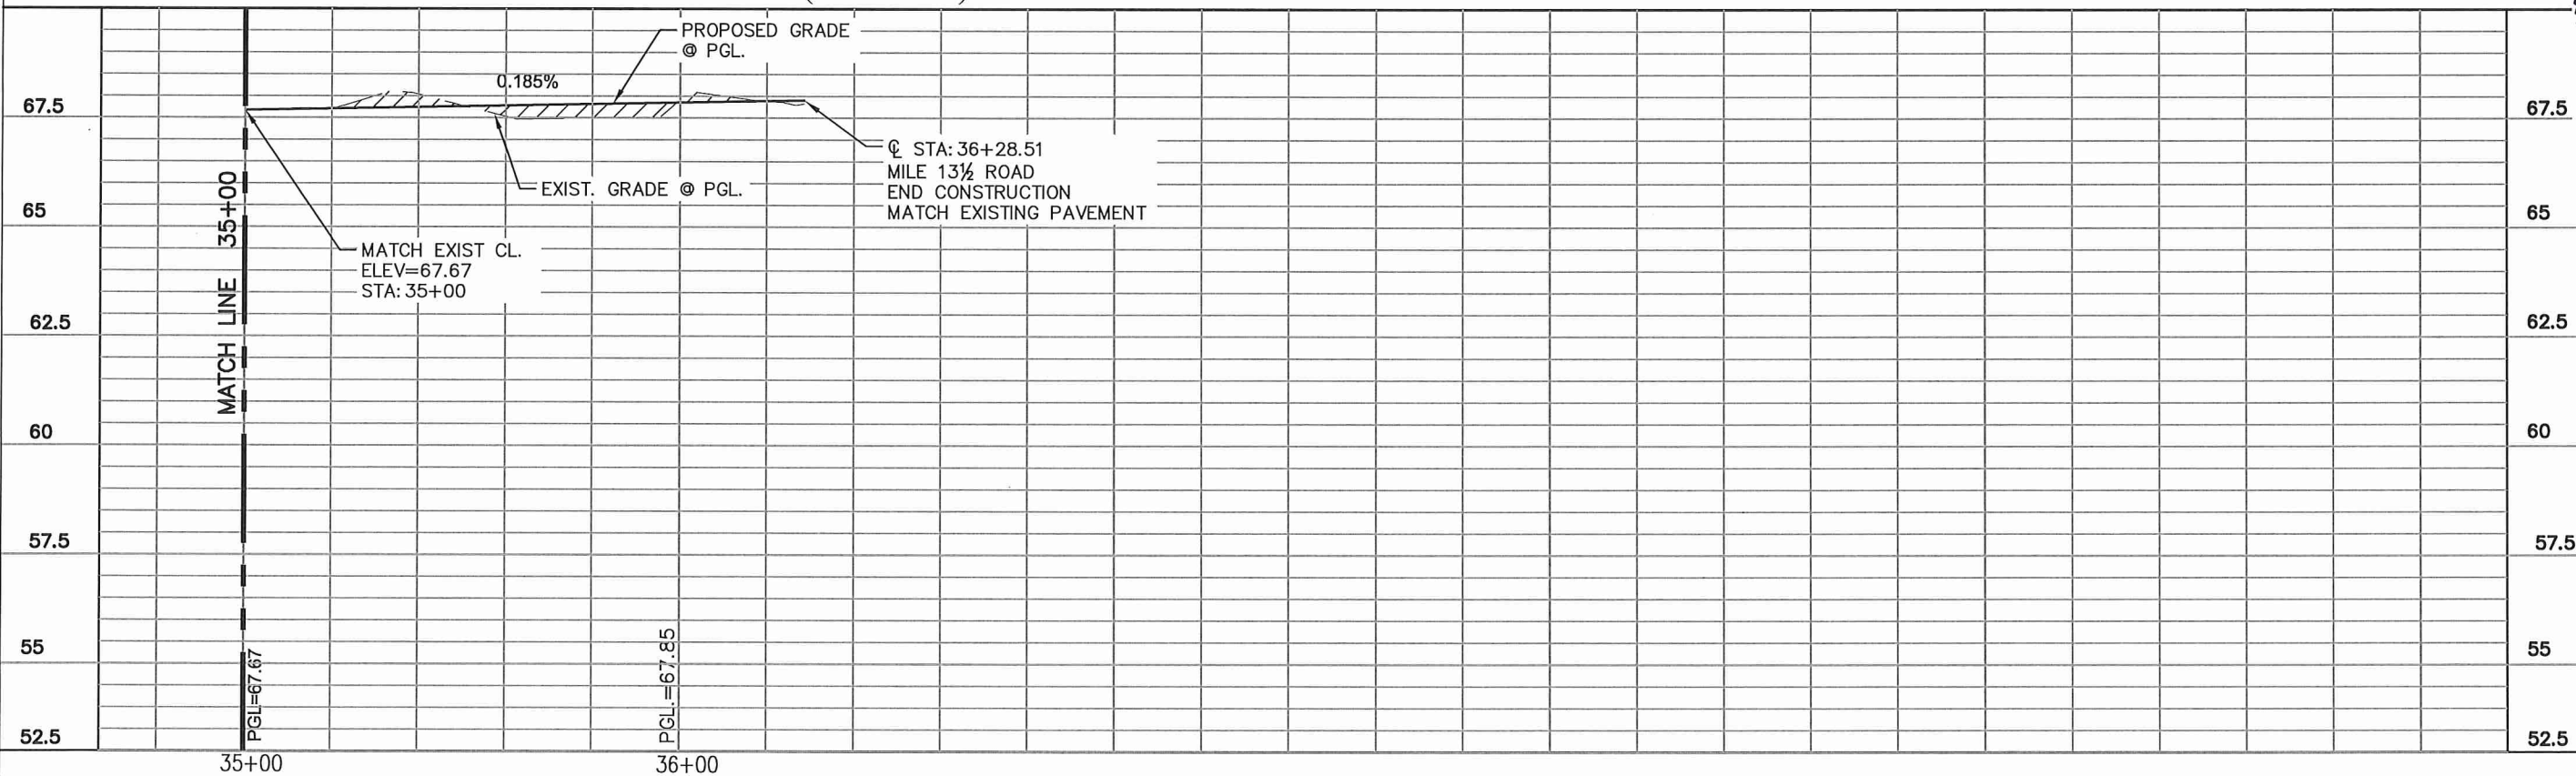 PROPOSED GRADE
@ PGL.
0.185%
67.5
67.5
℄ STA: 36+28.51
MILE 13½ ROAD
END CONSTRUCTION
MATCH EXISTING PAVEMENT
EXIST. GRADE @ PGL.
65
65
MATCH LINE 35+00
MATCH EXIST CL.
ELEV=67.67
STA: 35+00
62.5
62.5
60
60
57.5
57.5
55
55
PGL=67.67
PGL.=67.85
52.5
52.5
35+00
36+00